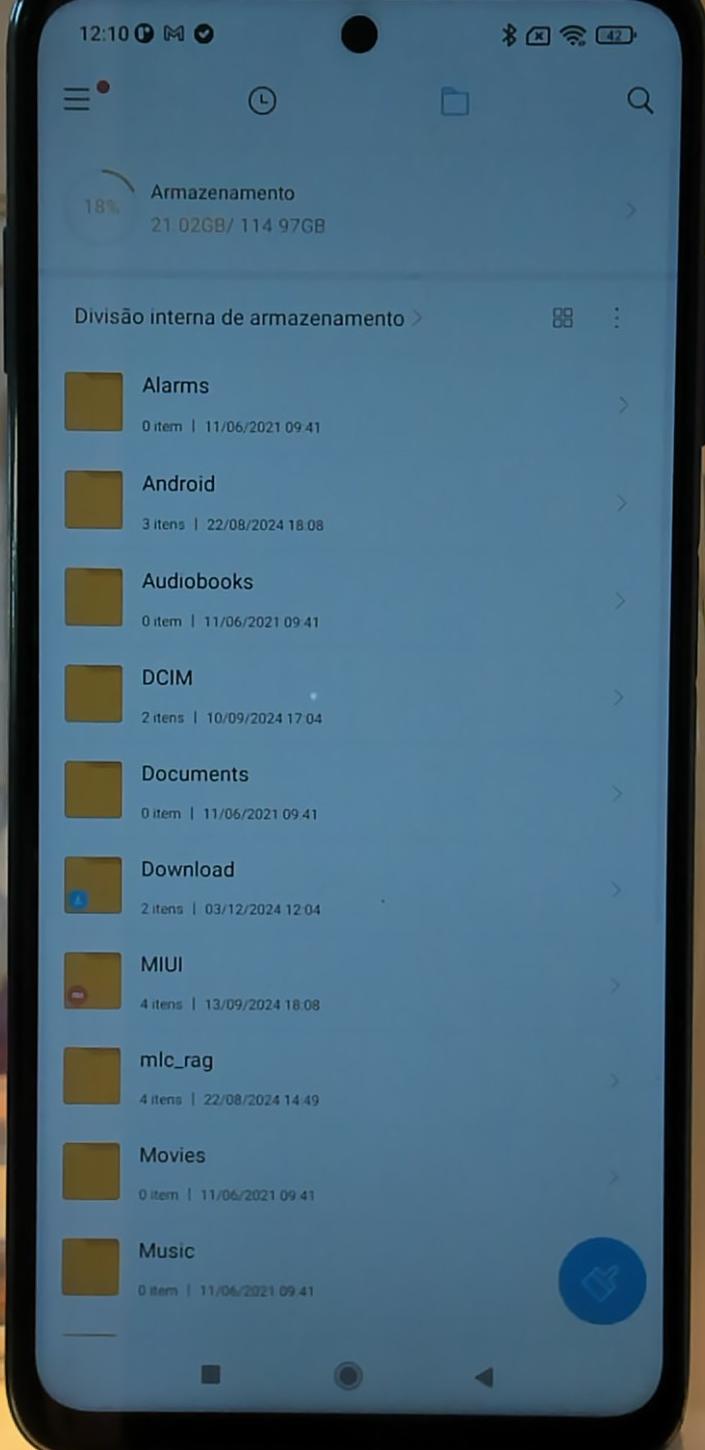 12:10
42
18%
Armazenamento
21.02GB/ 114.97GB
Divisão interna de armazenamento
Alarms
0 item | 11/06/2021 09:41
Android
3 itens | 22/08/2024 18:08
Audiobooks
0 item | 11/06/2021 09:41
DCIM
2 itens | 10/09/2024 17:04
Documents
0 item | 11/06/2021 09:41
Download
2 itens | 03/12/2024 12:04
MIUI
4 itens | 13/09/2024 18:08
mlc_rag
4 itens | 22/08/2024 14:49
Movies
0 item | 11/06/2021 09:41
Music
0 item | 11/06/2021 09:41